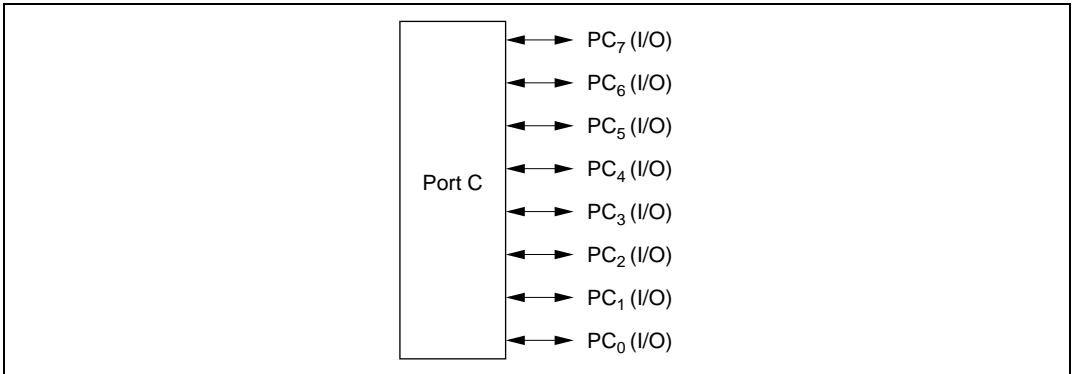 PC₇ (I/O)
PC₆ (I/O)
PC₅ (I/O)
PC₄ (I/O)
Port C
PC₃ (I/O)
PC₂ (I/O)
PC₁ (I/O)
PC₀ (I/O)